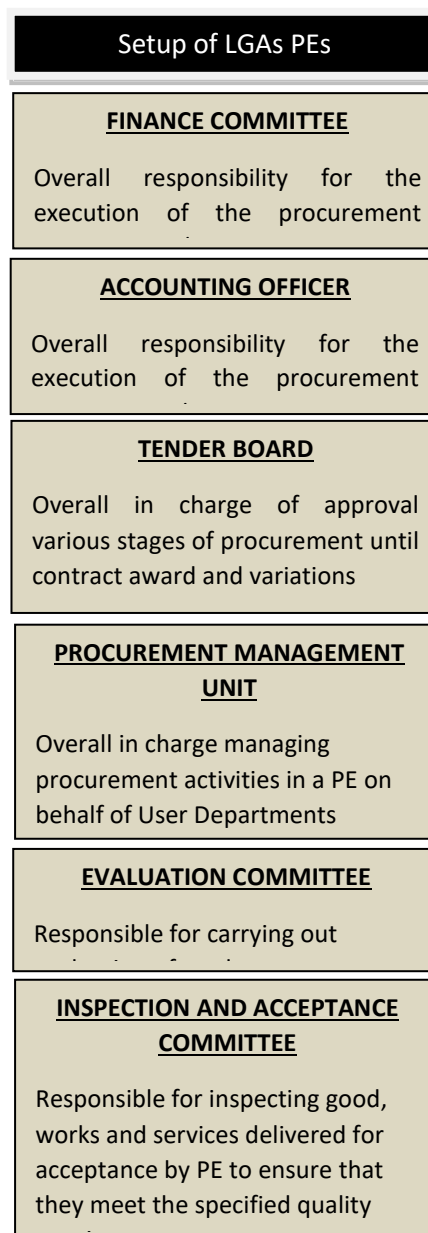 Setup of LGAs PEs
FINANCE COMMITTEE
Overall responsibility for the
execution of the procurement
ACCOUNTING OFFICER
Overall responsibility for the
execution of the procurement
TENDER BOARD
Overall in charge of approval
various stages of procurement until
contract award and variations
PROCUREMENT MANAGEMENT
UNIT
Overall in charge managing
procurement activities in a PE on
behalf of User Departments
EVALUATION COMMITTEE
Responsible for carrying out
INSPECTION AND ACCEPTANCE
COMMITTEE
Responsible for inspecting good,
works and services delivered for
acceptance by PE to ensure that
they meet the specified quality